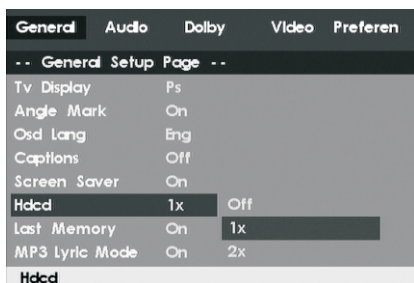 General Audio Dolby Video Preferen
-- General Setup Page --
Tv Display Ps
Angle Mark On
Osd Lang Eng
Captions Off
Screen Saver On
Hdcd 1x Off
Last Memory On 1x
MP3 Lyric Mode On 2x
Hdcd